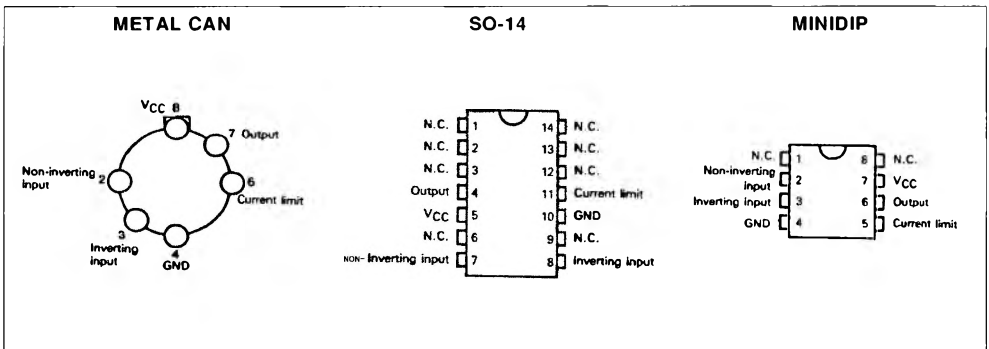 METAL CAN
VCC 8
7 Output
6
Current limit
4
GND
3
Inverting
input
Non-inverting
input
2
SO-14
N.C. 1
N.C. 2
N.C. 3
Output 4
VCC 5
N.C. 6
NON- Inverting input 7
14 N.C.
13 N.C.
12 N.C.
11 Current limit
10 GND
9 N.C.
8 Inverting input
MINIDIP
N.C. 1
Non-inverting
input 2
Inverting input 3
GND 4
8 N.C.
7 VCC
6 Output
5 Current limit